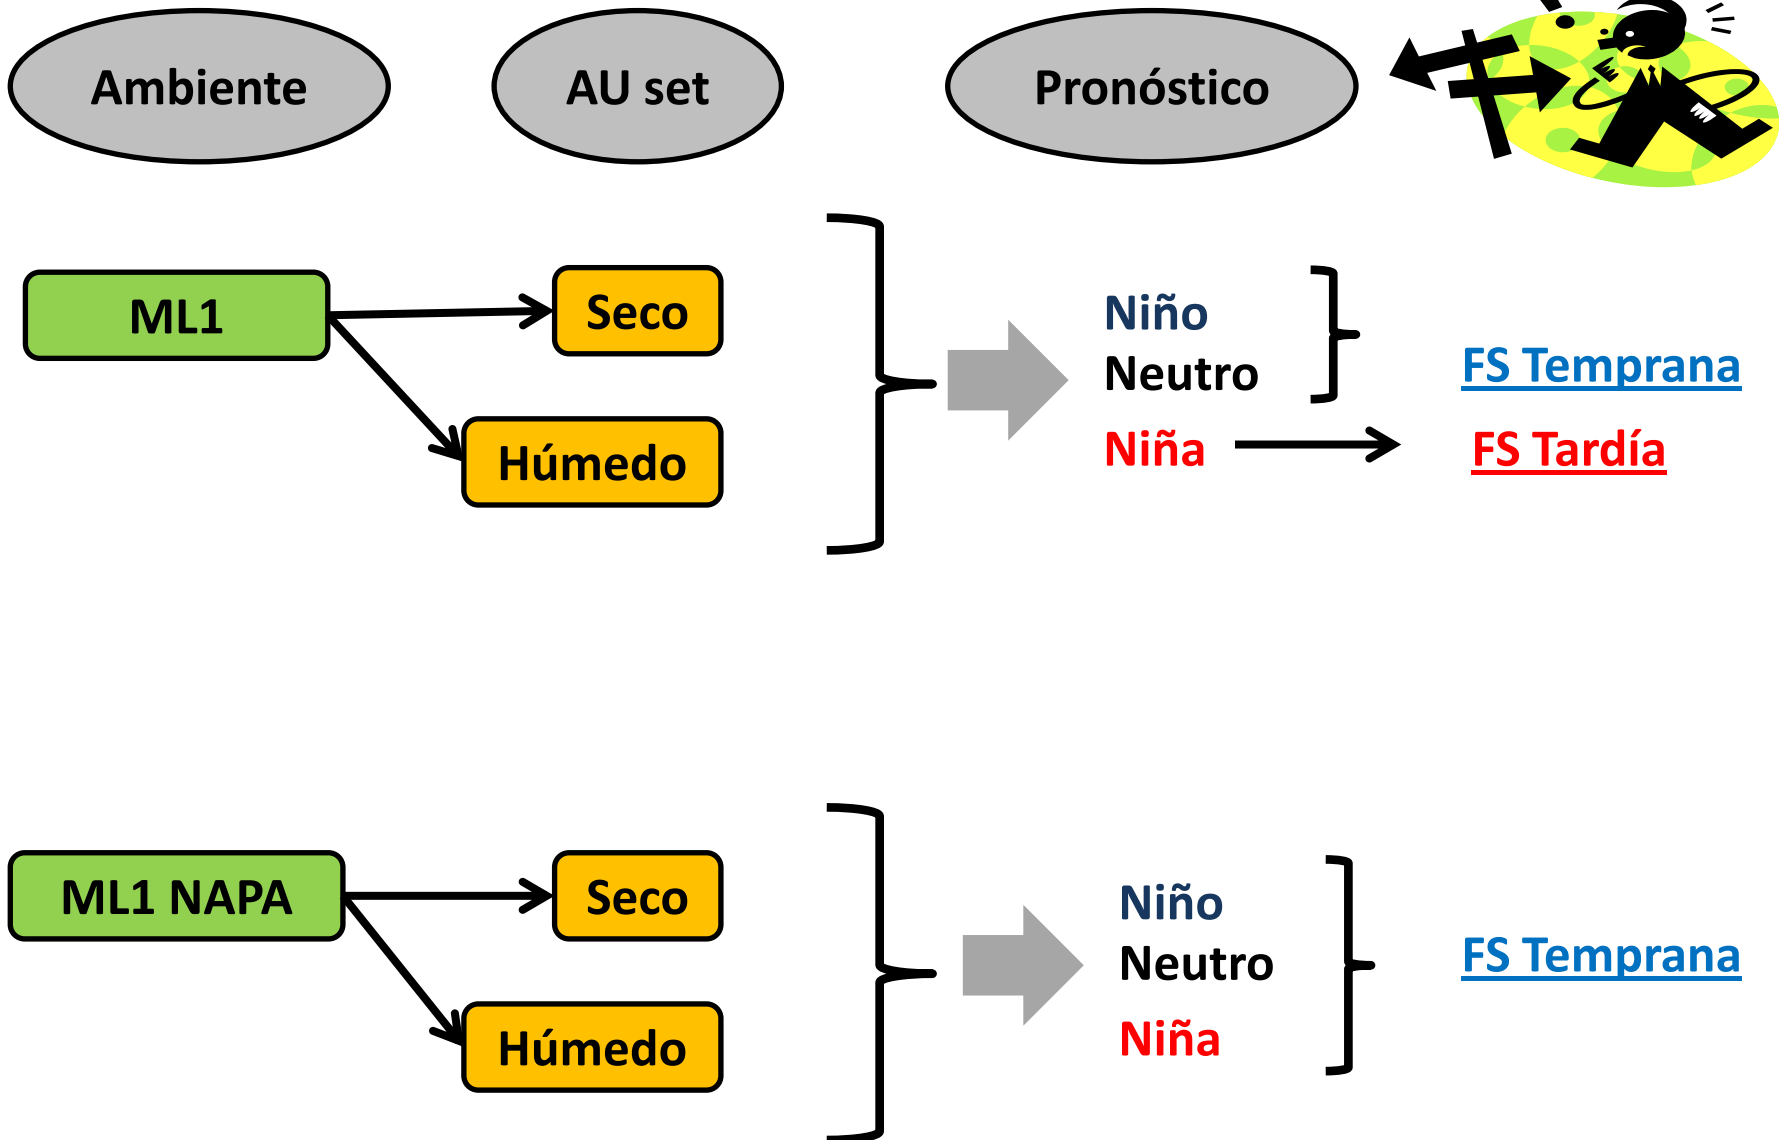 Ambiente
AU set
Pronóstico
ML1
Seco
Húmedo
Niño
Neutro
Niña
FS Temprana
FS Tardía
ML1 NAPA
Seco
Húmedo
Niño
Neutro
Niña
FS Temprana